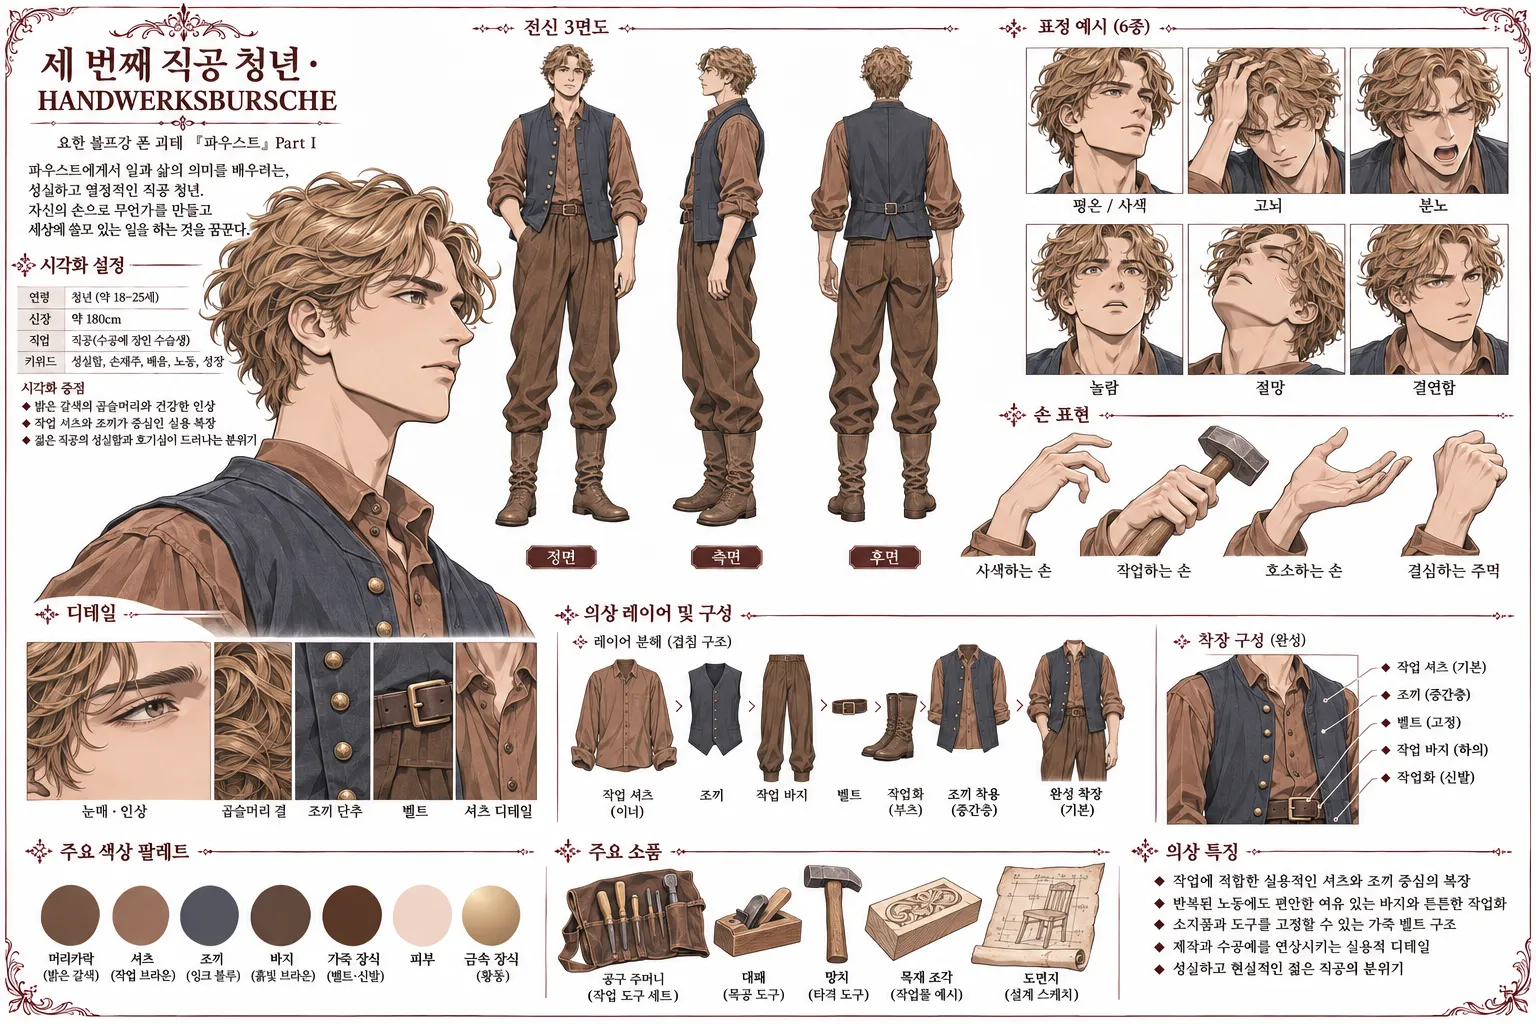 세 번째 직공 청년 ·
HANDWERKSBURSCHE
요한 볼프강 폰 괴테 『파우스트』 Part I
파우스트에게서 일과 삶의 의미를 배우려는,
성실하고 열정적인 직공 청년.
자신의 손으로 무언가를 만들고
세상에 쓸모 있는 일을 하는 것을 꿈꾼다.
시각화 설정
연령 청년 (약 18-25세)
신장 약 180cm
직업 직공(수공예 장인 수습생)
키워드 성실함, 손재주, 배움, 노동, 성장
시각화 중점
◆ 밝은 갈색의 곱슬머리와 건강한 인상
◆ 작업 셔츠와 조끼가 중심인 실용 복장
◆ 젊은 직공의 성실함과 호기심이 드러나는 분위기
전신 3면도
정면
측면
후면
표정 예시 (6종)
평온 / 사색
고뇌
분노
놀람
절망
결연함
손 표현
사색하는 손
작업하는 손
호소하는 손
결심하는 주먹
디테일
눈매 · 인상
곱슬머리 결
조끼 단추
벨트
셔츠 디테일
의상 레이어 및 구성
레이어 분해 (겹침 구조)
작업 셔츠
(이너)
조끼
작업 바지
벨트
작업화
(부츠)
조끼 착용
(중간층)
완성 착장
(기본)
착장 구성 (완성)
◆ 작업 셔츠 (기본)
◆ 조끼 (중간층)
◆ 벨트 (고정)
◆ 작업 바지 (하의)
◆ 작업화 (신발)
주요 색상 팔레트
머리카락
(밝은 갈색)
셔츠
(작업 브라운)
조끼
(잉크 블루)
바지
(흙빛 브라운)
가죽 장식
(벨트·신발)
피부
금속 장식
(황동)
주요 소품
공구 주머니
(작업 도구 세트)
대패
(목공 도구)
망치
(타격 도구)
목재 조각
(작업물 예시)
도면지
(설계 스케치)
의상 특징
◆ 작업에 적합한 실용적인 셔츠와 조끼 중심의 복장
◆ 반복된 노동에도 편안한 여유 있는 바지와 튼튼한 작업화
◆ 소지품과 도구를 고정할 수 있는 가죽 벨트 구조
◆ 제작과 수공예를 연상시키는 실용적 디테일
◆ 성실하고 현실적인 젊은 직공의 분위기